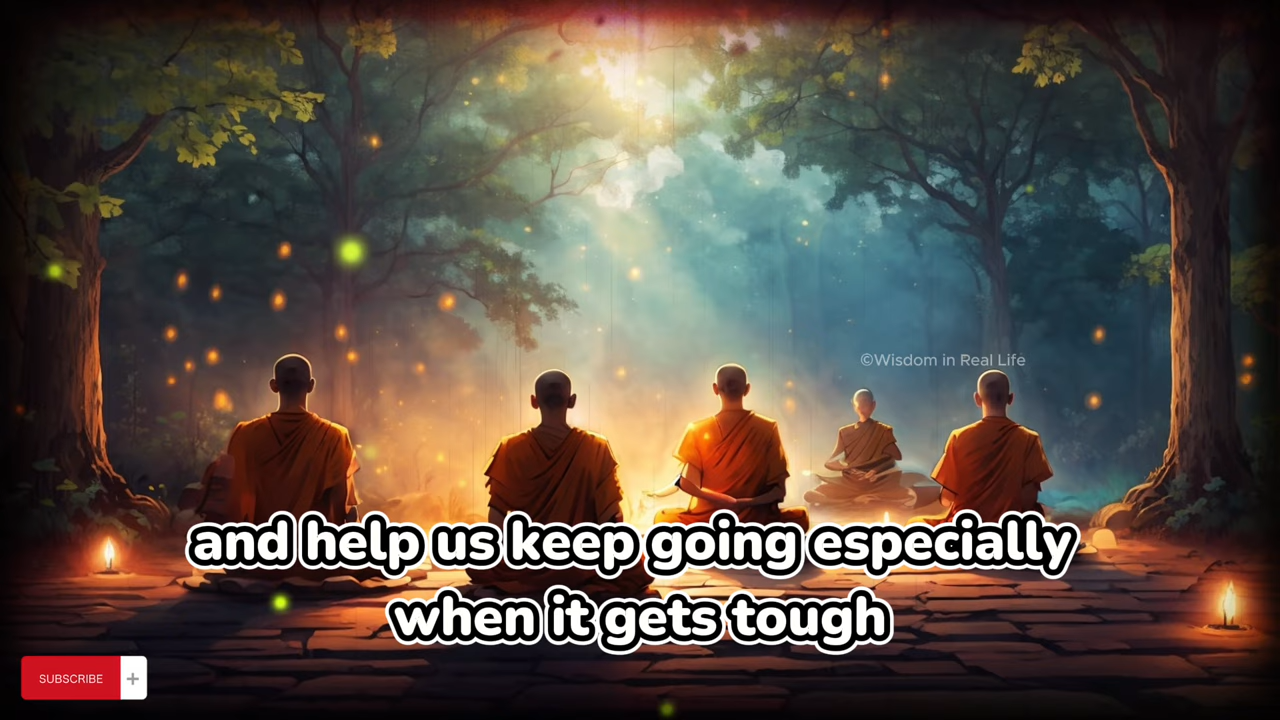 ©Wisdom in Real Life
and help us keep going especially
when it gets tough
SUBSCRIBE +